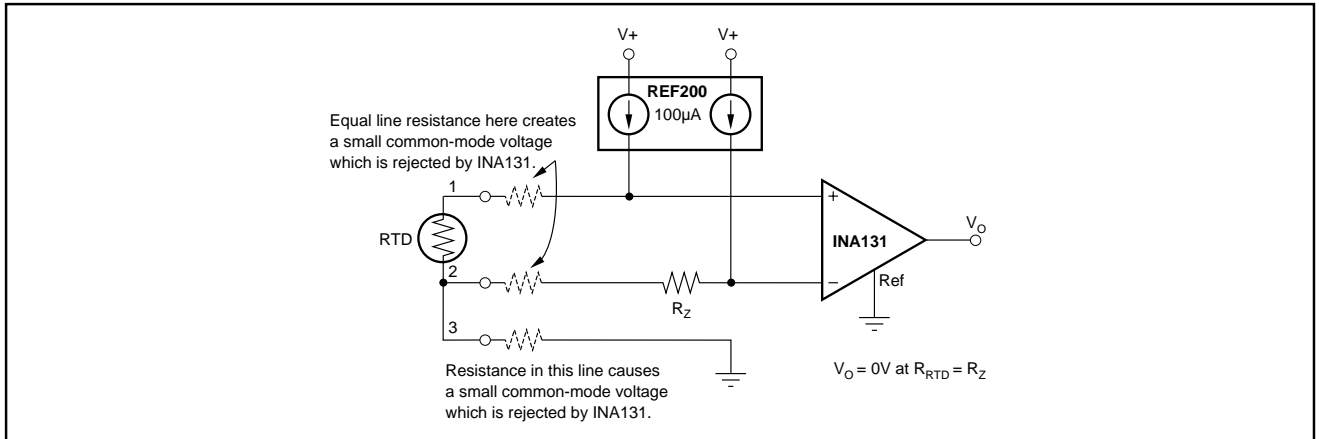 V+ V+
REF200
100µA
Equal line resistance here creates
a small common-mode voltage
which is rejected by INA131.
1
RTD
2
3
+
INA131
–
Ref
V_O
R_Z
Resistance in this line causes
a small common-mode voltage
which is rejected by INA131.
V_O = 0V at R_RTD = R_Z